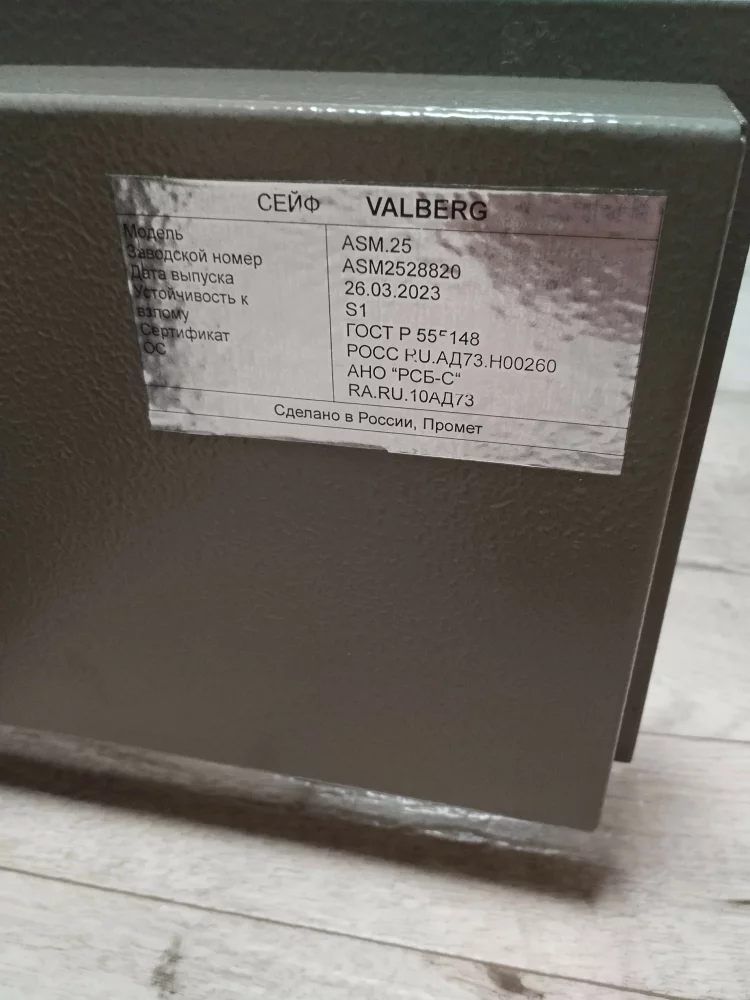 СЕЙФ VALBERG
Модель ASM.25
Заводской номер ASM2528820
Дата выпуска 26.03.2023
Устойчивость к взлому S1
ГОСТ Р 55148
Сертификат РОСС RU.АД73.Н00260
ОС АНО "РСБ-С"
RA.RU.10АД73
Сделано в России, Промет